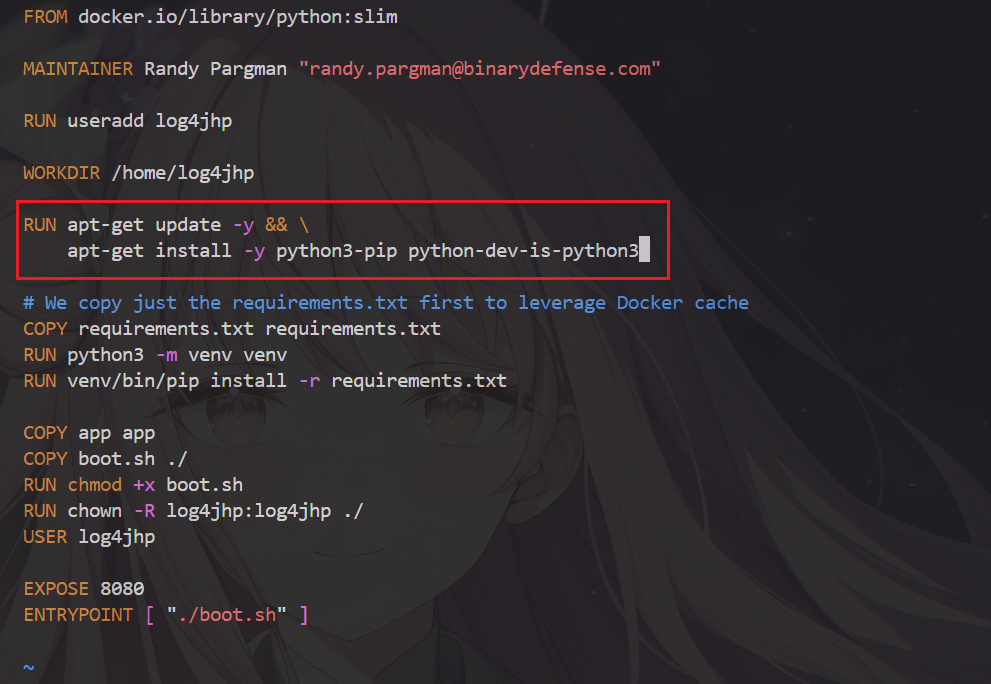 FROM docker.io/library/python:slim
MAINTAINER Randy Pargman "randy.pargman@binarydefense.com"
RUN useradd log4jhp
WORKDIR /home/log4jhp
RUN apt-get update -y && \
apt-get install -y python3-pip python-dev-is-python3
# We copy just the requirements.txt first to leverage Docker cache
COPY requirements.txt requirements.txt
RUN python3 -m venv venv
RUN venv/bin/pip install -r requirements.txt
COPY app app
COPY boot.sh ./
RUN chmod +x boot.sh
RUN chown -R log4jhp:log4jhp ./
USER log4jhp
EXPOSE 8080
ENTRYPOINT [ "./boot.sh" ]
~